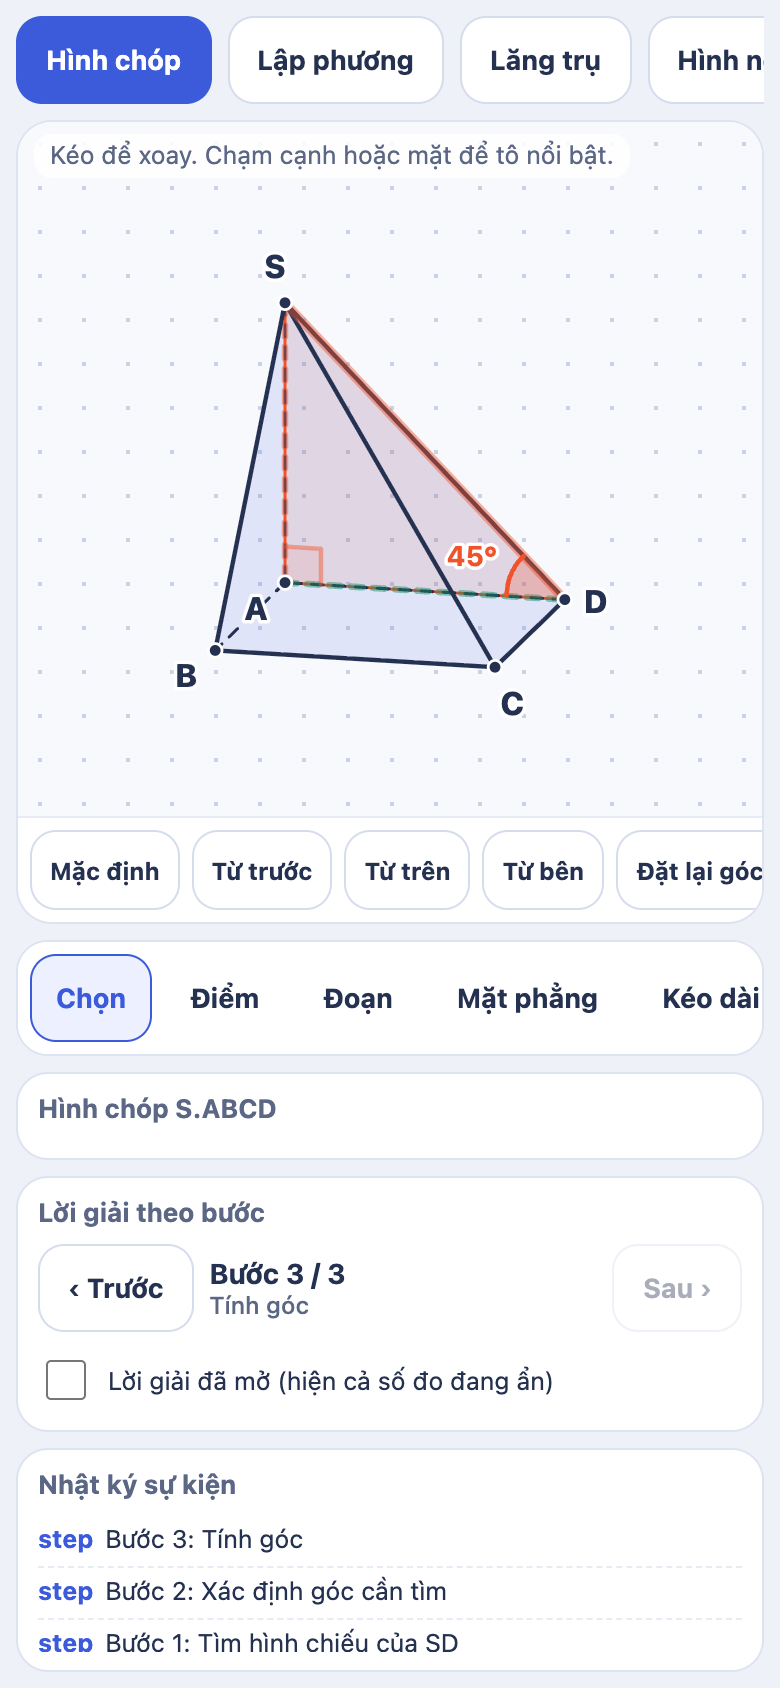 Hình chóp
Lập phương
Lăng trụ
Hình n
Kéo để xoay. Chạm cạnh hoặc mặt để tô nổi bật.
S
45°
A
D
B
C
Mặc định
Từ trước
Từ trên
Từ bên
Đặt lại góc
Chọn
Điểm
Đoạn
Mặt phẳng
Kéo dài
Hình chóp S.ABCD
Lời giải theo bước
‹ Trước
Bước 3 / 3
Tính góc
Sau ›
Lời giải đã mở (hiện cả số đo đang ẩn)
Nhật ký sự kiện
step Bước 3: Tính góc
step Bước 2: Xác định góc cần tìm
step Bước 1: Tìm hình chiếu của SD